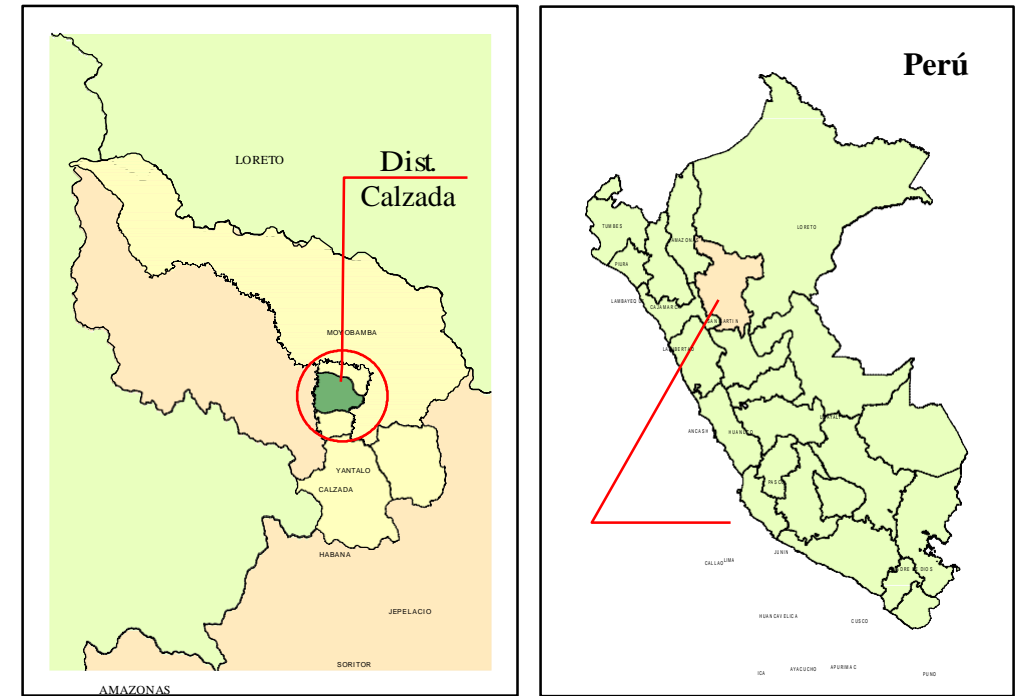 LORETO
Dist.
Calzada
MOYOBAMBA
YANTALO
CALZADA
HABANA
JEPELACIO
SORITOR
AMAZONAS
Perú
TUMBES
AMAZONAS
LORETO
PIURA
LAMBAYEQ
CAJAMARCA
SAN MARTIN
LA LIBERTAD
ANCASH
HUANUCO
UCAYALI
PASCO
JUNIN
CALLAO
LIMA
MADRE DE DIOS
HUANCAVELICA
CUSCO
ICA
AYACUCHO
APURIMAC
PUNO